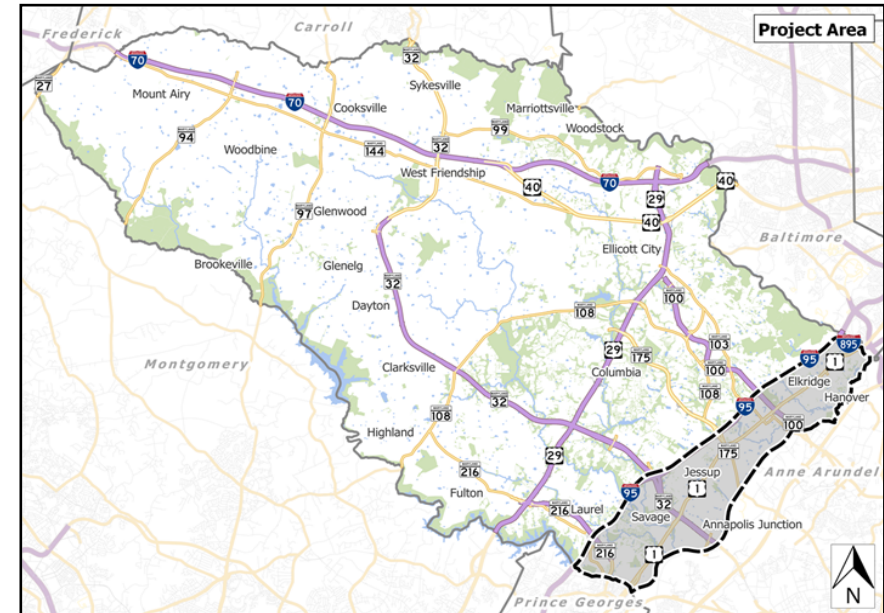 Project Area
Frederick
Carroll
70
32
27
Mount Airy
Sykesville
70
Cooksville
Marriottsville
94
99
Woodstock
Woodbine
144
32
West Friendship
40
70
40
29
97
Glenwood
40
Ellicott City
Baltimore
Brookeville
Glenelg
32
Dayton
100
108
103
895
95
1
29
175
Montgomery
Clarksville
Columbia
100
Elkridge
32
108
Hanover
95
108
100
Highland
175
Anne Arundel
29
216
Jessup
1
95
Fulton
32
216
Laurel
Savage
Annapolis Junction
216
1
Prince Georges
N